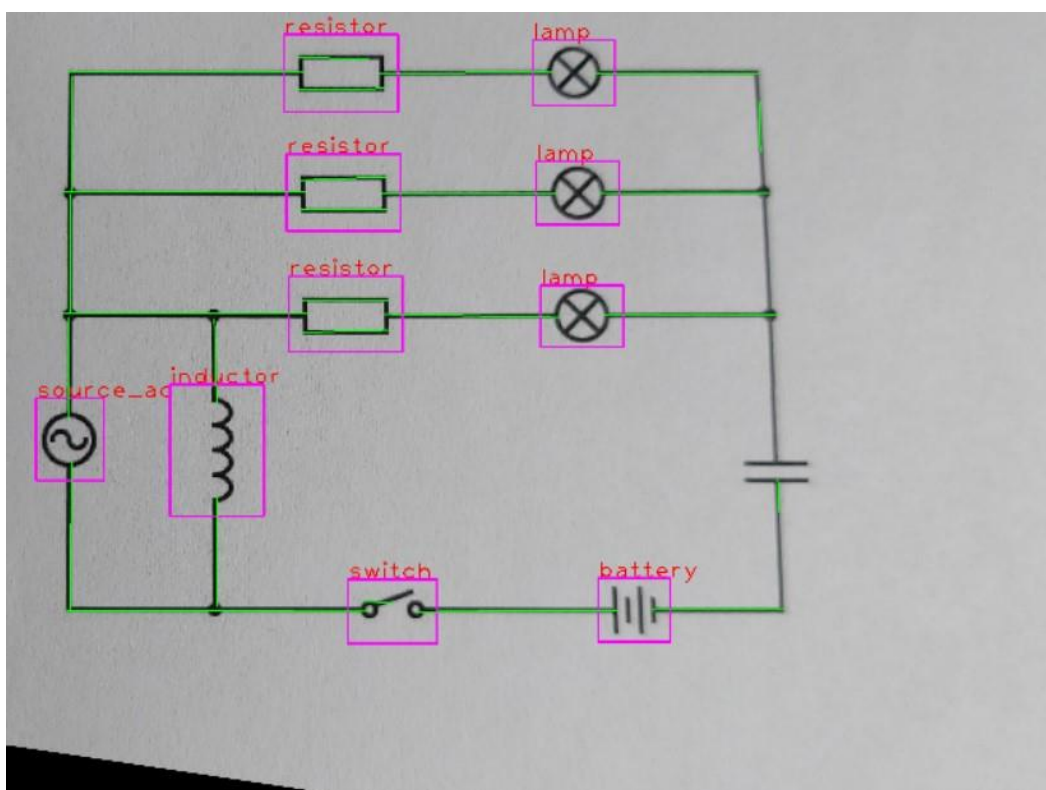 resistor
lamp
resistor
lamp
resistor
lamp
source_ac
inductor
switch
battery